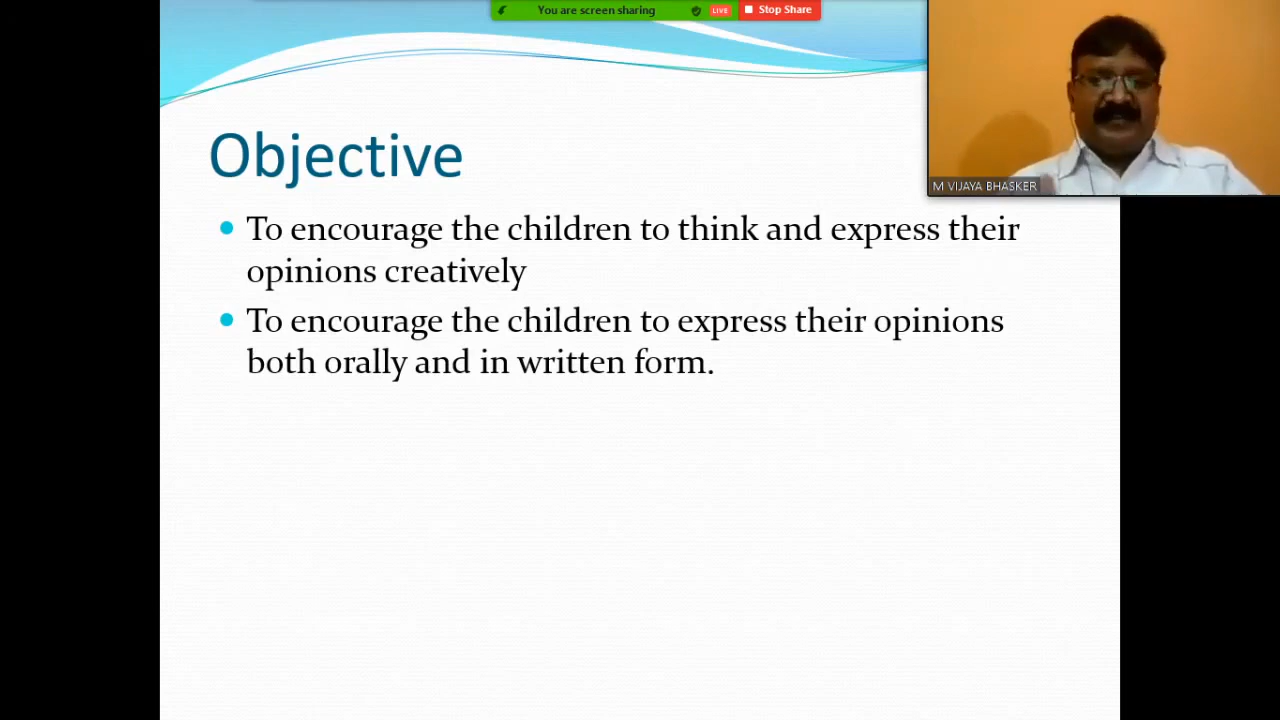 You are screen sharing LIVE Stop Share
M VIJAYA BHASKER
Objective
To encourage the children to think and express their
opinions creatively
To encourage the children to express their opinions
both orally and in written form.